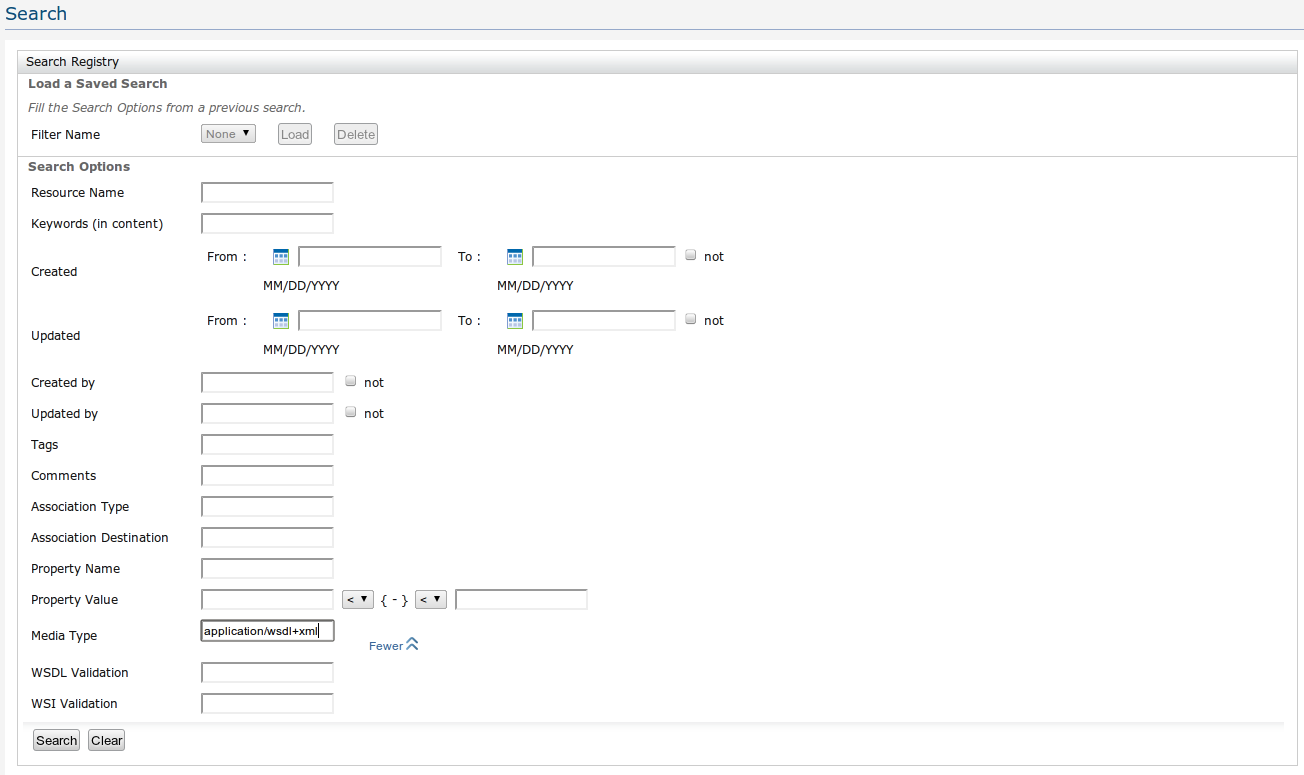 Search
Search Registry
Load a Saved Search
Fill the Search Options from a previous search.
Filter Name None Load Delete
Search Options
Resource Name
Keywords (in content)
Created From : To : not
MM/DD/YYYY MM/DD/YYYY
Updated From : To : not
MM/DD/YYYY MM/DD/YYYY
Created by not
Updated by not
Tags
Comments
Association Type
Association Destination
Property Name
Property Value < { - } <
Media Type application/wsdl+xml
Fewer
WSDL Validation
WSI Validation
Search Clear